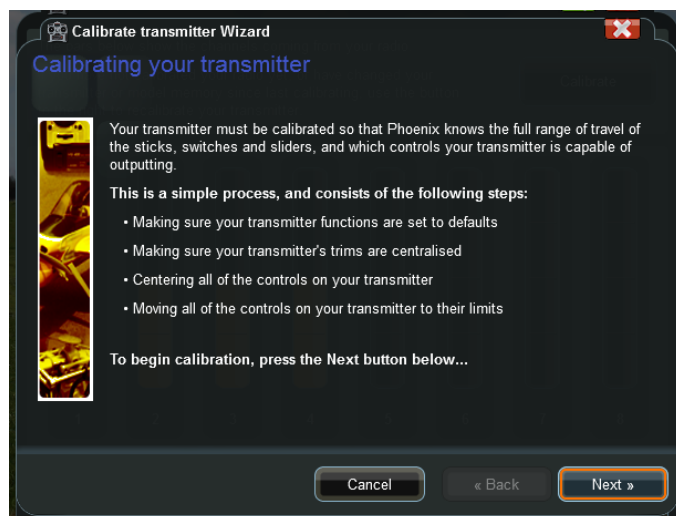 Calibrate transmitter Wizard
Calibrating your transmitter
Your transmitter must be calibrated so that Phoenix knows the full range of travel of
the sticks, switches and sliders, and which controls your transmitter is capable of
outputting.
This is a simple process, and consists of the following steps:
• Making sure your transmitter functions are set to defaults
• Making sure your transmitter's trims are centralised
• Centering all of the controls on your transmitter
• Moving all of the controls on your transmitter to their limits
To begin calibration, press the Next button below...
Cancel
« Back
Next »